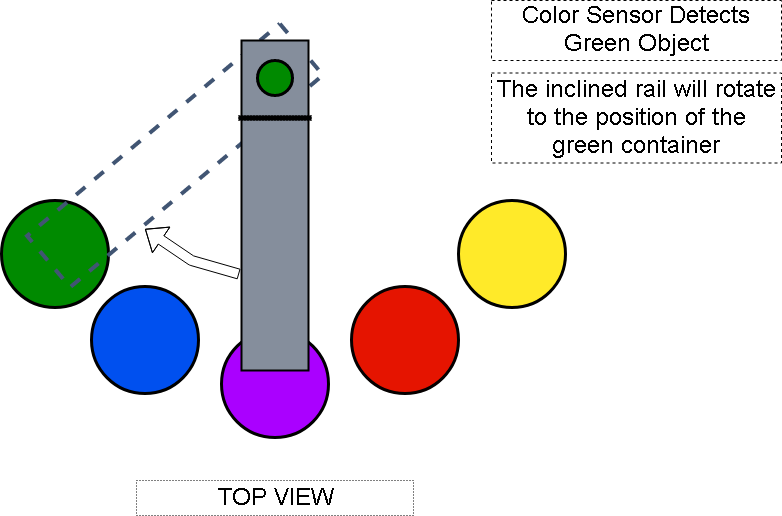 Color Sensor Detects
Green Object
The inclined rail will rotate
to the position of the
green container
TOP VIEW